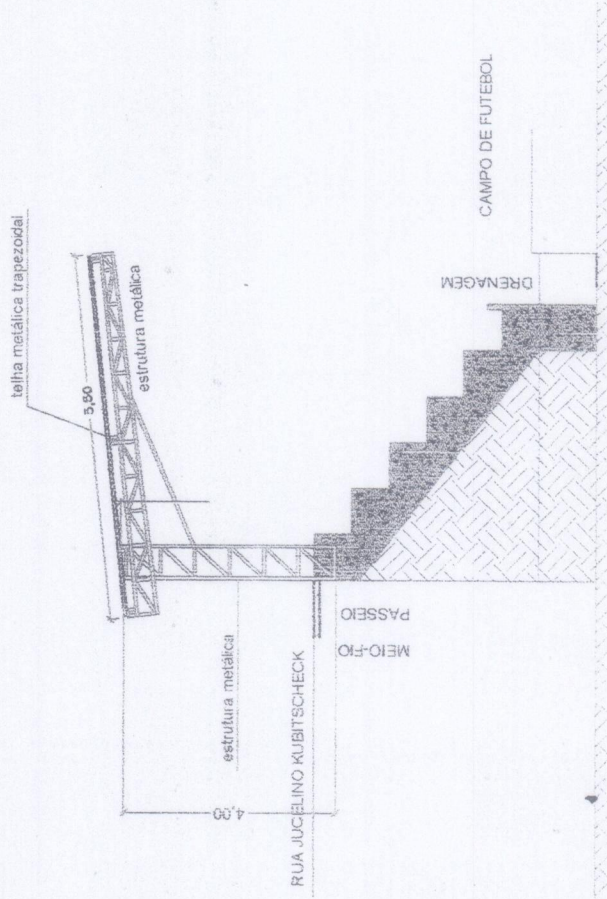 telha metálica trapezoidal
5,50
estrutura metálica
estrutura metálica
4,00
RUA JUCELINO KUBITSCHECK
MEIO-FIO
PASSEIO
DRENAGEM
CAMPO DE FUTEBOL